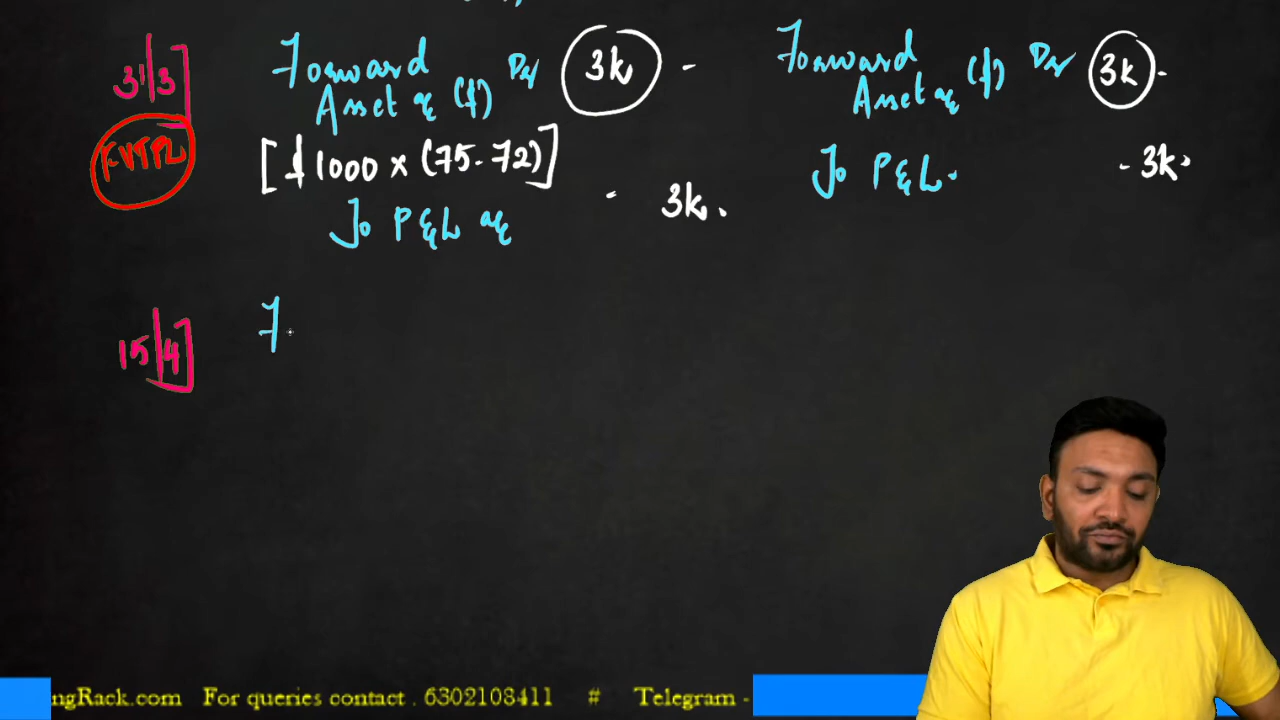 31/3]
FVTPL
Forward Dr 3k -
Asset a/c (f)
[$ 1000 × (75-72)]
- 3k.
To P&L a/c
Forward Dr 3k -
Asset a/c (f)
To P&L.
- 3k.
15/4]
F
ngRack.com For queries contact . 6302108411 # Telegram -